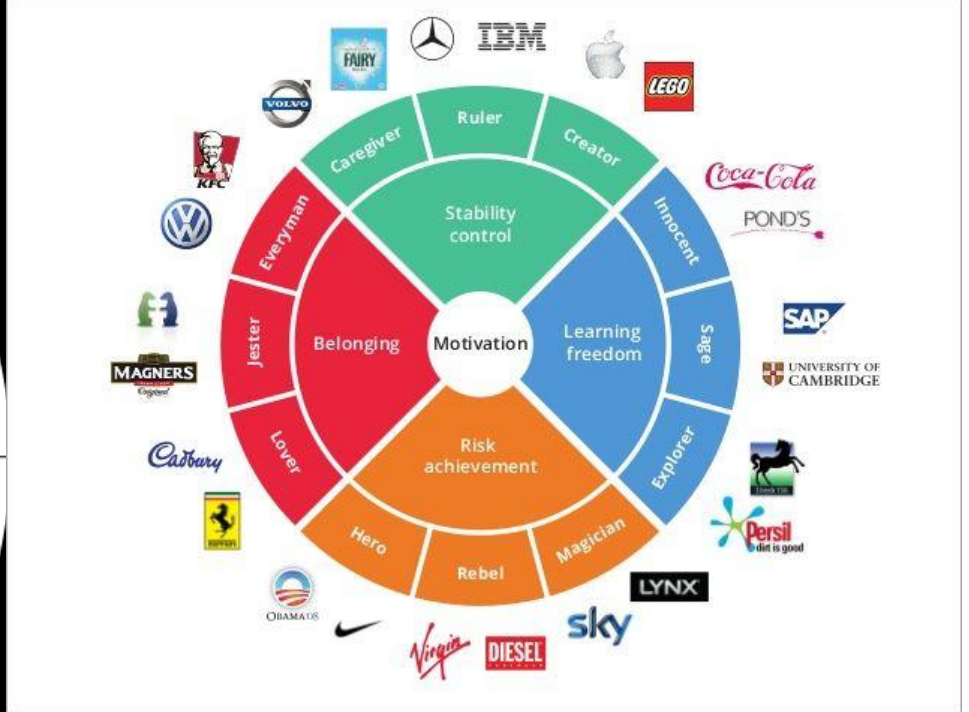 FAIRY
IBM
LEGO
VOLVO
KFC
Caregiver
Ruler
Creator
Everyman
Stability
control
Innocent
Coca-Cola
POND'S
Jester
Belonging
Motivation
Learning
freedom
Sage
SAP
UNIVERSITY OF
CAMBRIDGE
MAGNERS
Original
Lover
Risk
achievement
Explorer
Cadbury
Ferrari
Hero
Rebel
Magician
Persil
dirt is good
LYNX
OBAMA'08
Virgin
DIESEL
sky